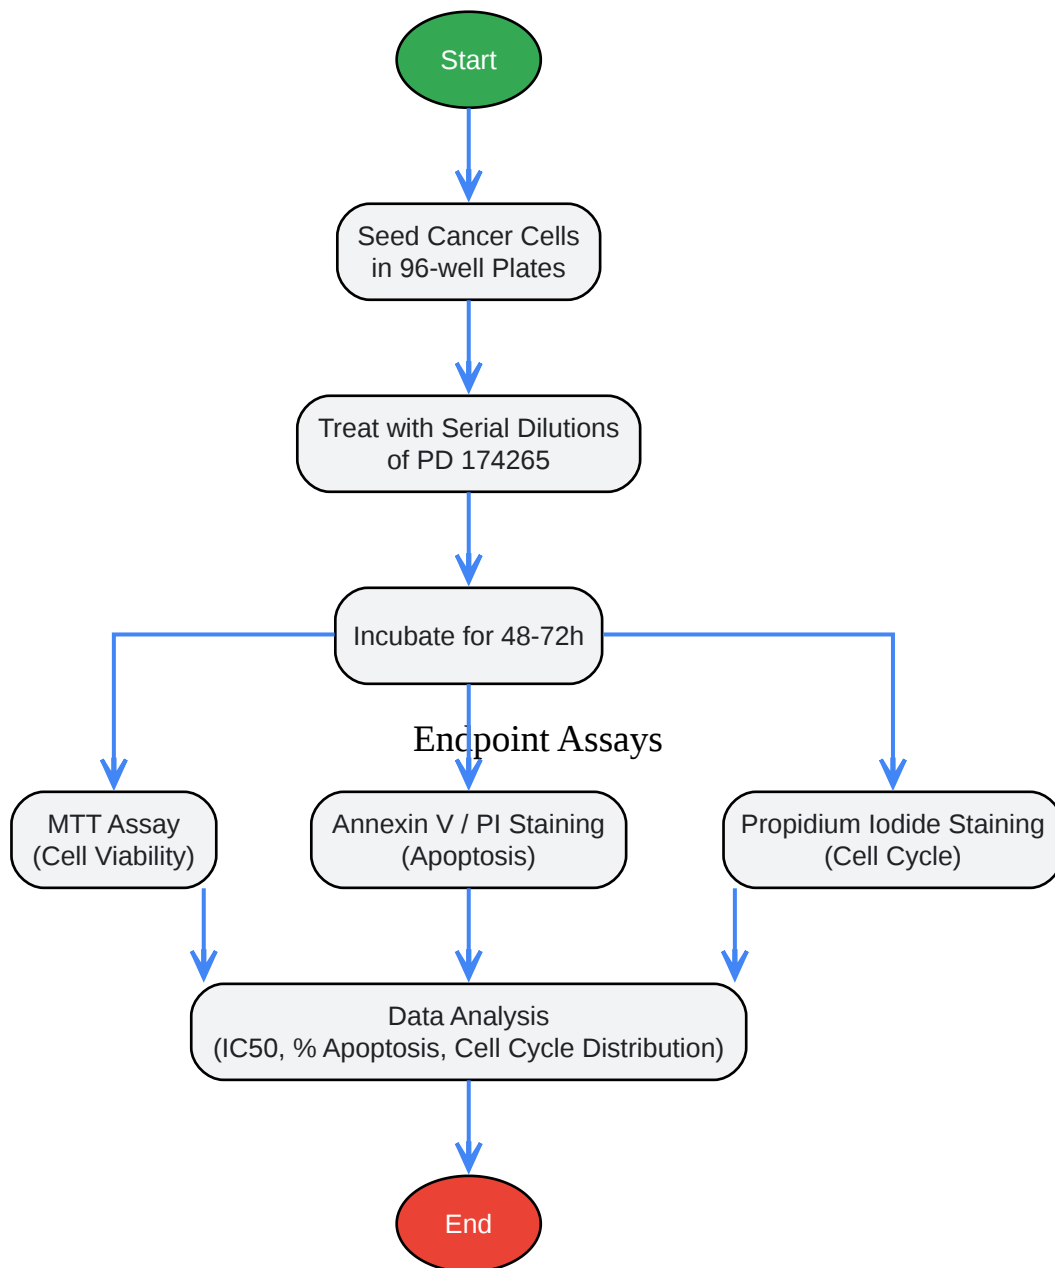 Start
Seed Cancer Cells
in 96-well Plates
Treat with Serial Dilutions
of PD 174265
Incubate for 48-72h
Endpoint Assays
MTT Assay
(Cell Viability)
Annexin V / PI Staining
(Apoptosis)
Propidium Iodide Staining
(Cell Cycle)
Data Analysis
(IC50, % Apoptosis, Cell Cycle Distribution)
End